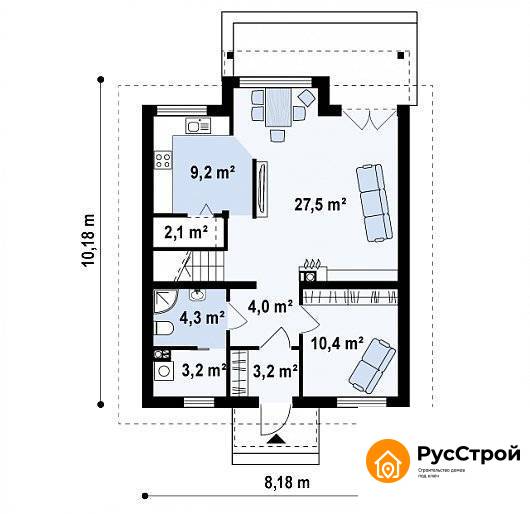 9,2 m²
27,5 m²
2,1 m²
10,18 m
4,3 m²
4,0 m²
10,4 m²
3,2 m²
3,2 m²
8,18 m
РусСтрой
Строительство домов
под ключ